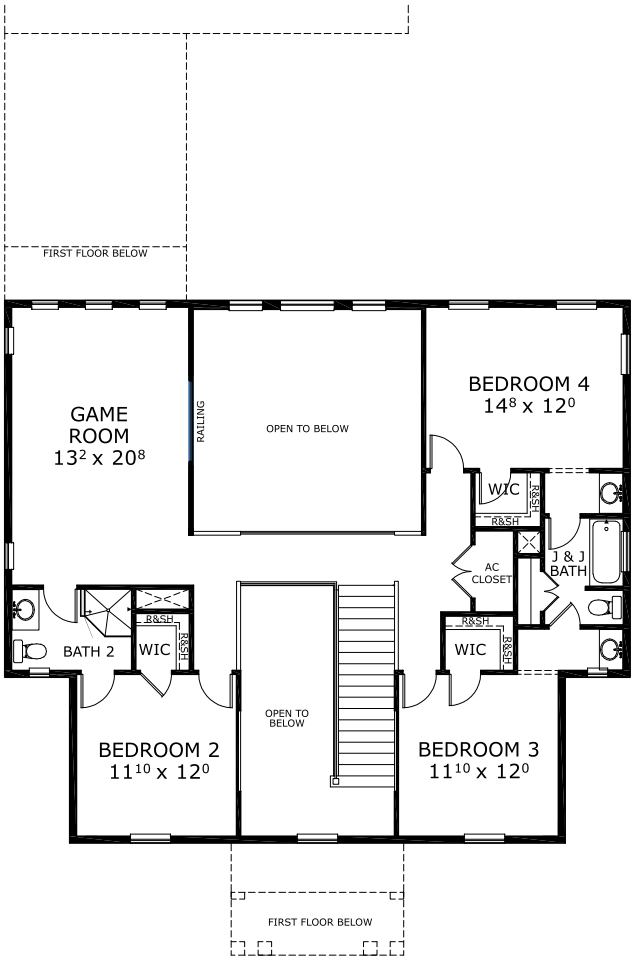 FIRST FLOOR BELOW
GAME
ROOM
13² x 20⁸
RAILING
OPEN TO BELOW
BEDROOM 4
14⁸ x 12⁰
WIC
R&SH
R&SH
AC
CLOSET
J & J
BATH
R&SH
WIC
R&SH
BATH 2
R&SH
WIC
R&SH
OPEN TO
BELOW
BEDROOM 2
11¹⁰ x 12⁰
BEDROOM 3
11¹⁰ x 12⁰
FIRST FLOOR BELOW